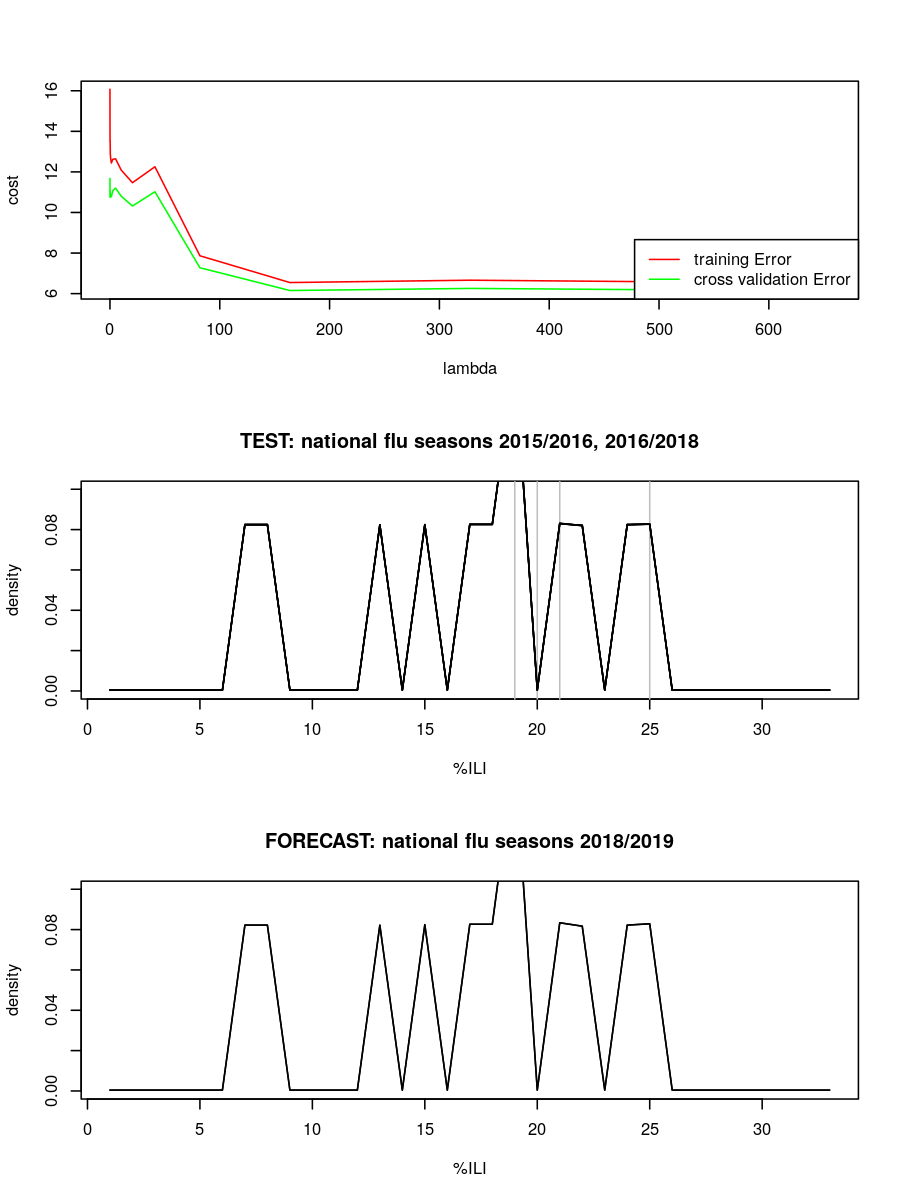 16
14
12
10
8
6
cost
training Error
cross validation Error
0 100 200 300 400 500 600
lambda
TEST: national flu seasons 2015/2016, 2016/2018
0.08
0.04
0.00
density
0 5 10 15 20 25 30
%ILI
FORECAST: national flu seasons 2018/2019
0.08
0.04
0.00
density
0 5 10 15 20 25 30
%ILI